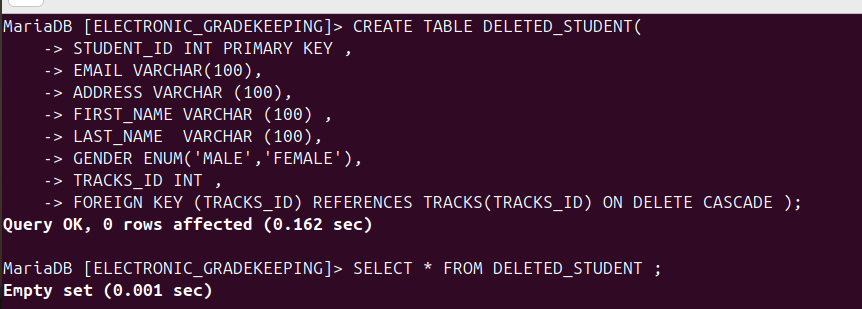 MariaDB [ELECTRONIC_GRADEKEEPING]> CREATE TABLE DELETED_STUDENT(
    -> STUDENT_ID INT PRIMARY KEY ,
    -> EMAIL VARCHAR(100),
    -> ADDRESS VARCHAR (100),
    -> FIRST_NAME VARCHAR (100) ,
    -> LAST_NAME  VARCHAR (100),
    -> GENDER ENUM('MALE','FEMALE'),
    -> TRACKS_ID INT ,
    -> FOREIGN KEY (TRACKS_ID) REFERENCES TRACKS(TRACKS_ID) ON DELETE CASCADE );
Query OK, 0 rows affected (0.162 sec)

MariaDB [ELECTRONIC_GRADEKEEPING]> SELECT * FROM DELETED_STUDENT ;
Empty set (0.001 sec)